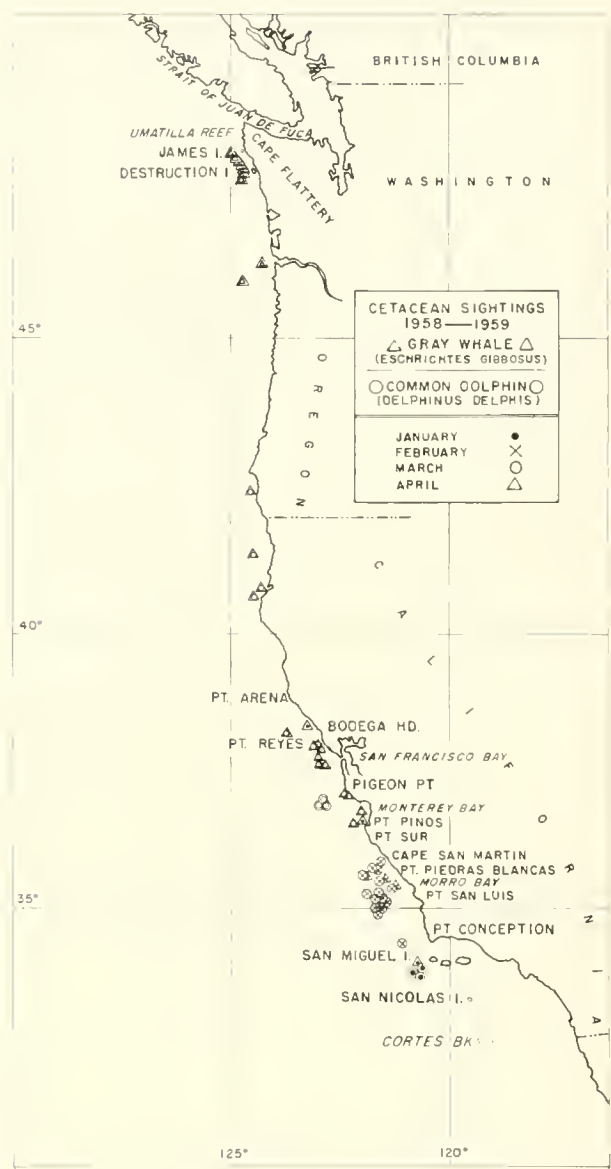 BRITISH COLUMBIA
STRAIT OF JUAN DE FUCA
UMATILLA REEF
JAMES I.
CAPE FLATTERY
DESTRUCTION I
WASHINGTON
45°
CETACEAN SIGHTINGS
1958——1959
△ GRAY WHALE △
(ESCHRICHTES GIBBOSUS)
○ COMMON DOLPHIN ○
(DELPHINUS DELPHIS)
JANUARY •
FEBRUARY ×
MARCH ○
APRIL △
OREGON
40°
CALIFORNIA
PT. ARENA
BODEGA HD.
PT. REYES
SAN FRANCISCO BAY
PIGEON PT
MONTEREY BAY
PT PINOS
PT SUR
CAPE SAN MARTIN
PT. PIEDRAS BLANCAS
MORRO BAY
PT SAN LUIS
35°
PT CONCEPTION
SAN MIGUEL I.
SAN NICOLAS I.
CORTES BK
125°
120°